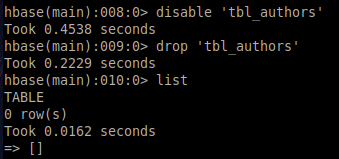 hbase(main):008:0> disable 'tbl_authors'
Took 0.4538 seconds
hbase(main):009:0> drop 'tbl_authors'
Took 0.2229 seconds
hbase(main):010:0> list
TABLE
0 row(s)
Took 0.0162 seconds
=> []